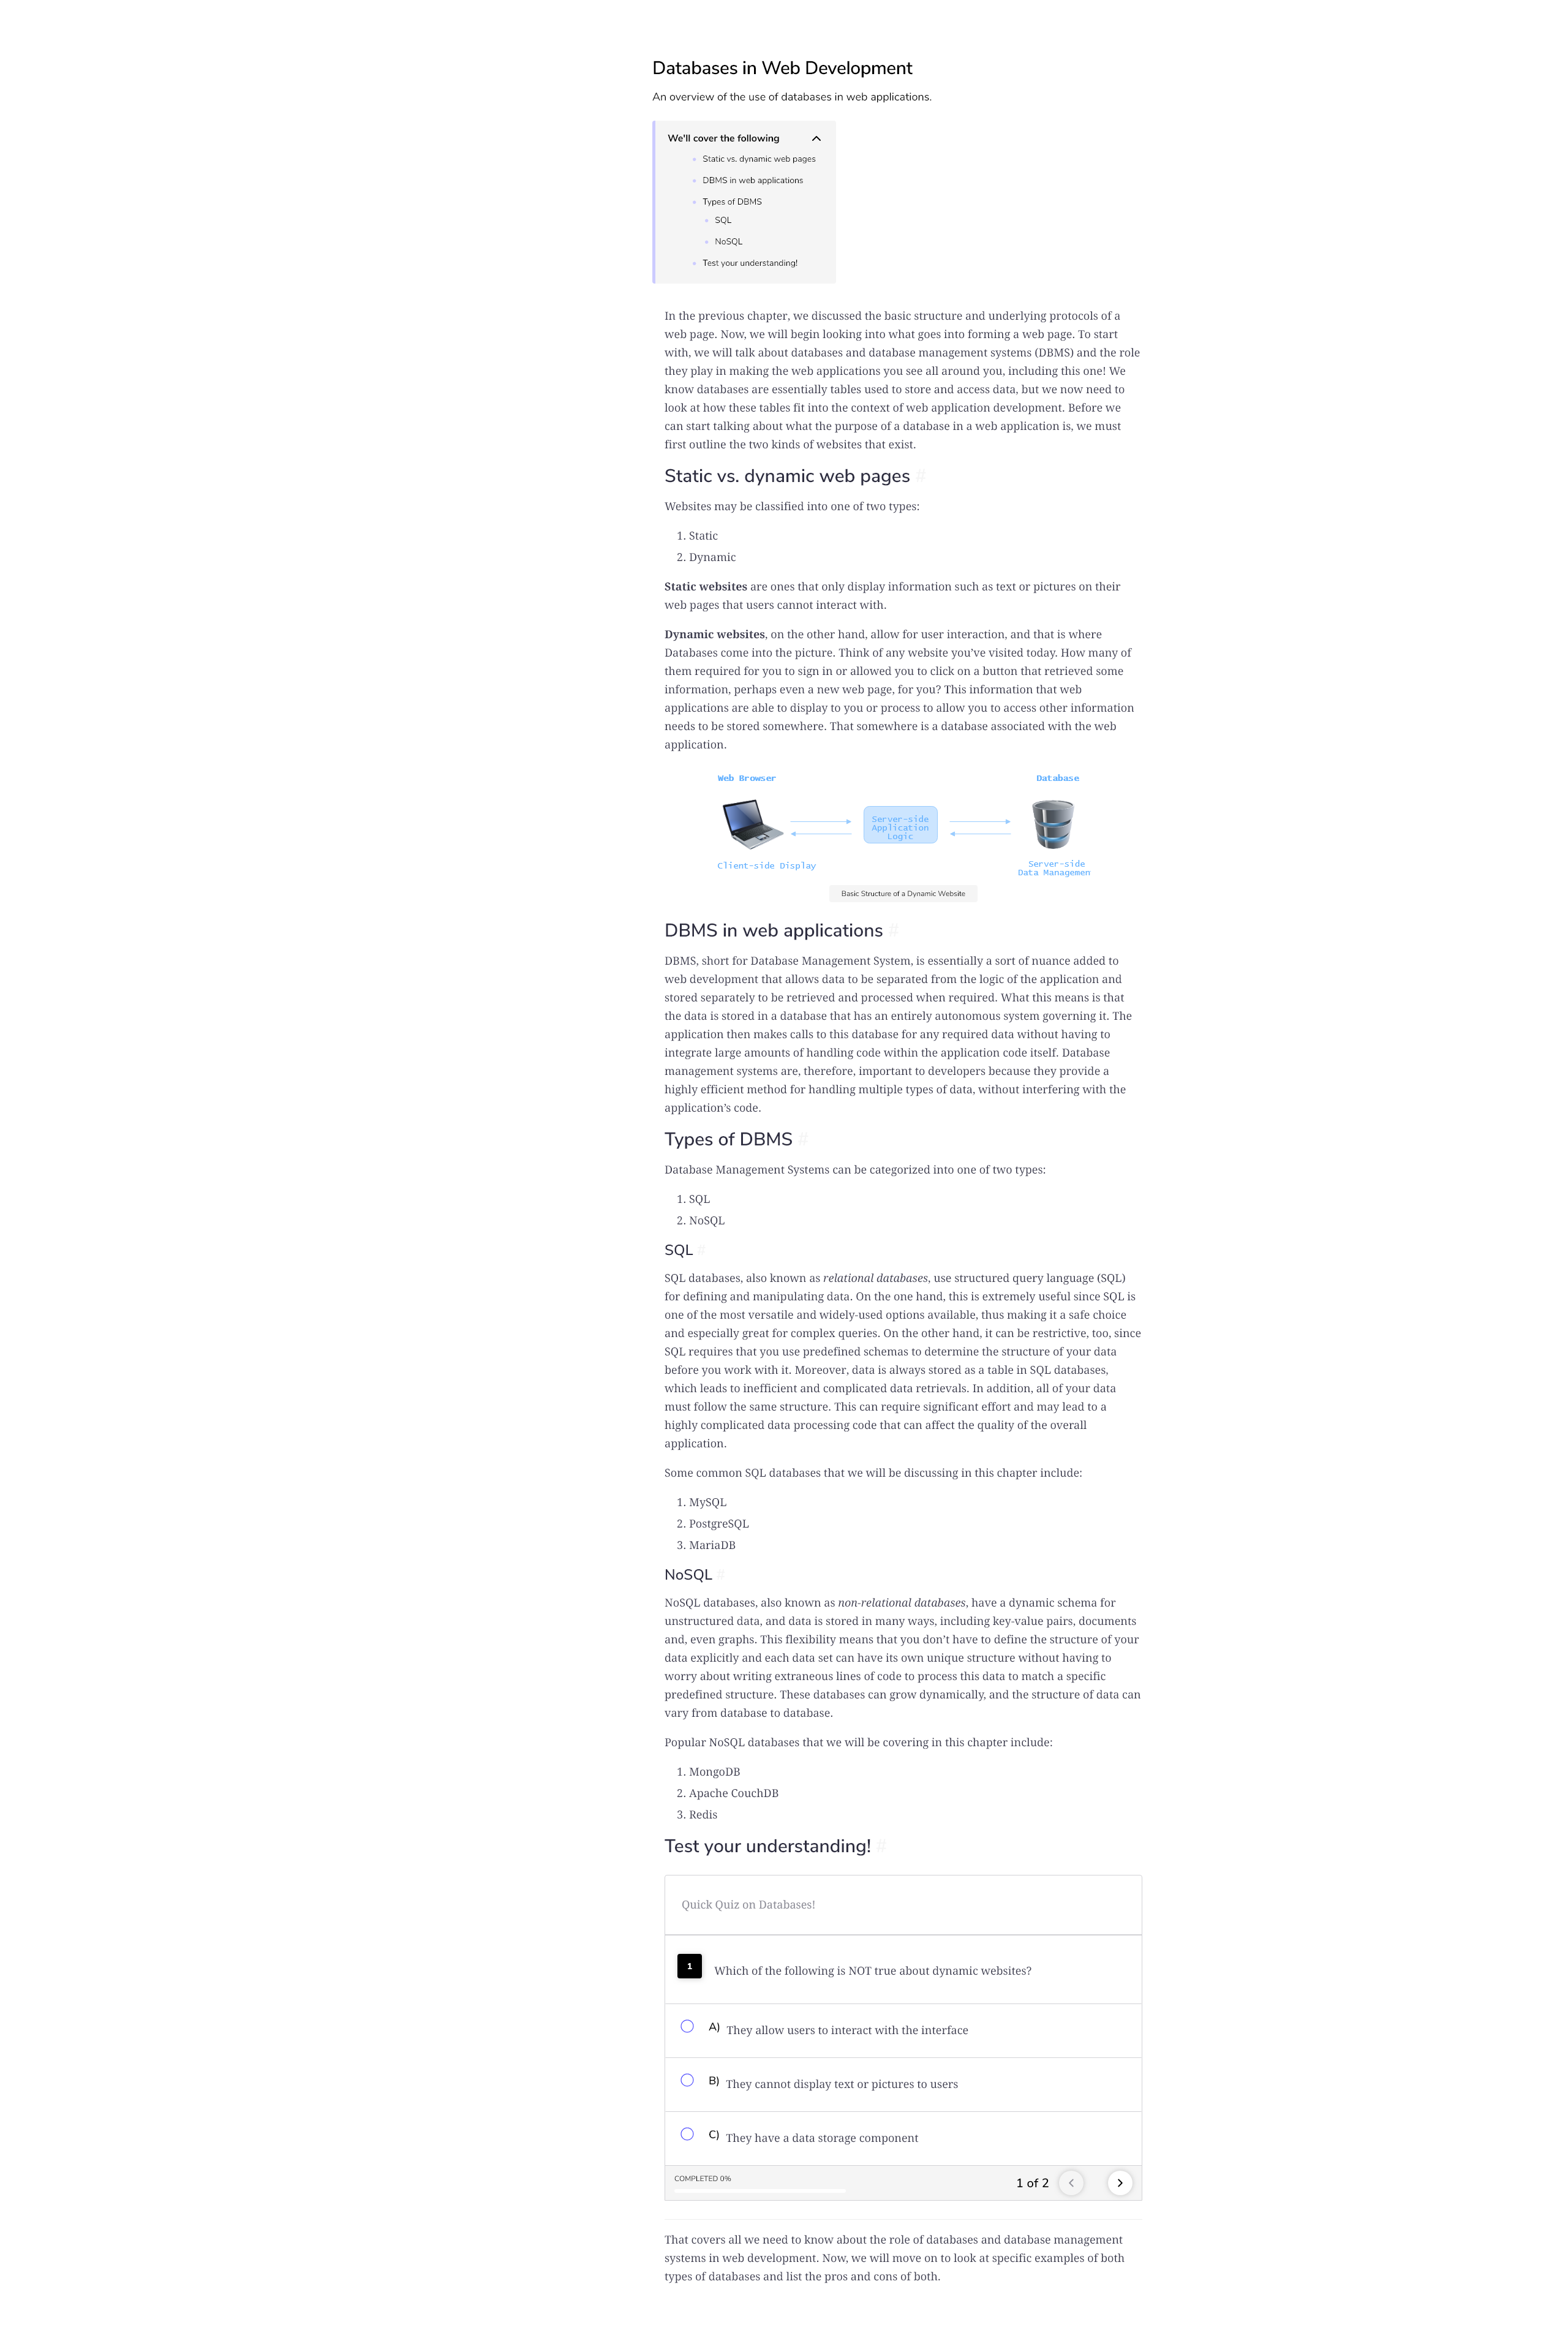 Databases in Web Development
An overview of the use of databases in web applications.
We'll cover the following
Static vs. dynamic web pages
DBMS in web applications
Types of DBMS
SQL
NoSQL
Test your understanding!
In the previous chapter, we discussed the basic structure and underlying protocols of a
web page. Now, we will begin looking into what goes into forming a web page. To start
with, we will talk about databases and database management systems (DBMS) and the role
they play in making the web applications you see all around you, including this one! We
know databases are essentially tables used to store and access data, but we now need to
look at how these tables fit into the context of web application development. Before we
can start talking about what the purpose of a database in a web application is, we must
first outline the two kinds of websites that exist.
Static vs. dynamic web pages #
Websites may be classified into one of two types:
1. Static
2. Dynamic
Static websites are ones that only display information such as text or pictures on their
web pages that users cannot interact with.
Dynamic websites, on the other hand, allow for user interaction, and that is where
Databases come into the picture. Think of any website you've visited today. How many of
them required for you to sign in or allowed you to click on a button that retrieved some
information, perhaps even a new web page, for you? This information that web
applications are able to display to you or process to allow you to access other information
needs to be stored somewhere. That somewhere is a database associated with the web
application.
Web Browser
Database
Server-side
Application
Logic
Client-side Display
Server-side
Data Managemen
Basic Structure of a Dynamic Website
DBMS in web applications #
DBMS, short for Database Management System, is essentially a sort of nuance added to
web development that allows data to be separated from the logic of the application and
stored separately to be retrieved and processed when required. What this means is that
the data is stored in a database that has an entirely autonomous system governing it. The
application then makes calls to this database for any required data without having to
integrate large amounts of handling code within the application code itself. Database
management systems are, therefore, important to developers because they provide a
highly efficient method for handling multiple types of data, without interfering with the
application's code.
Types of DBMS #
Database Management Systems can be categorized into one of two types:
1. SQL
2. NoSQL
SQL #
SQL databases, also known as relational databases, use structured query language (SQL)
for defining and manipulating data. On the one hand, this is extremely useful since SQL is
one of the most versatile and widely-used options available, thus making it a safe choice
and especially great for complex queries. On the other hand, it can be restrictive, too, since
SQL requires that you use predefined schemas to determine the structure of your data
before you work with it. Moreover, data is always stored as a table in SQL databases,
which leads to inefficient and complicated data retrievals. In addition, all of your data
must follow the same structure. This can require significant effort and may lead to a
highly complicated data processing code that can affect the quality of the overall
application.
Some common SQL databases that we will be discussing in this chapter include:
1. MySQL
2. PostgreSQL
3. MariaDB
NoSQL #
NoSQL databases, also known as non-relational databases, have a dynamic schema for
unstructured data, and data is stored in many ways, including key-value pairs, documents
and, even graphs. This flexibility means that you don't have to define the structure of your
data explicitly and each data set can have its own unique structure without having to
worry about writing extraneous lines of code to process this data to match a specific
predefined structure. These databases can grow dynamically, and the structure of data can
vary from database to database.
Popular NoSQL databases that we will be covering in this chapter include:
1. MongoDB
2. Apache CouchDB
3. Redis
Test your understanding! #
Quick Quiz on Databases!
1 Which of the following is NOT true about dynamic websites?
A) They allow users to interact with the interface
B) They cannot display text or pictures to users
C) They have a data storage component
COMPLETED 0%
1 of 2
That covers all we need to know about the role of databases and database management
systems in web development. Now, we will move on to look at specific examples of both
types of databases and list the pros and cons of both.